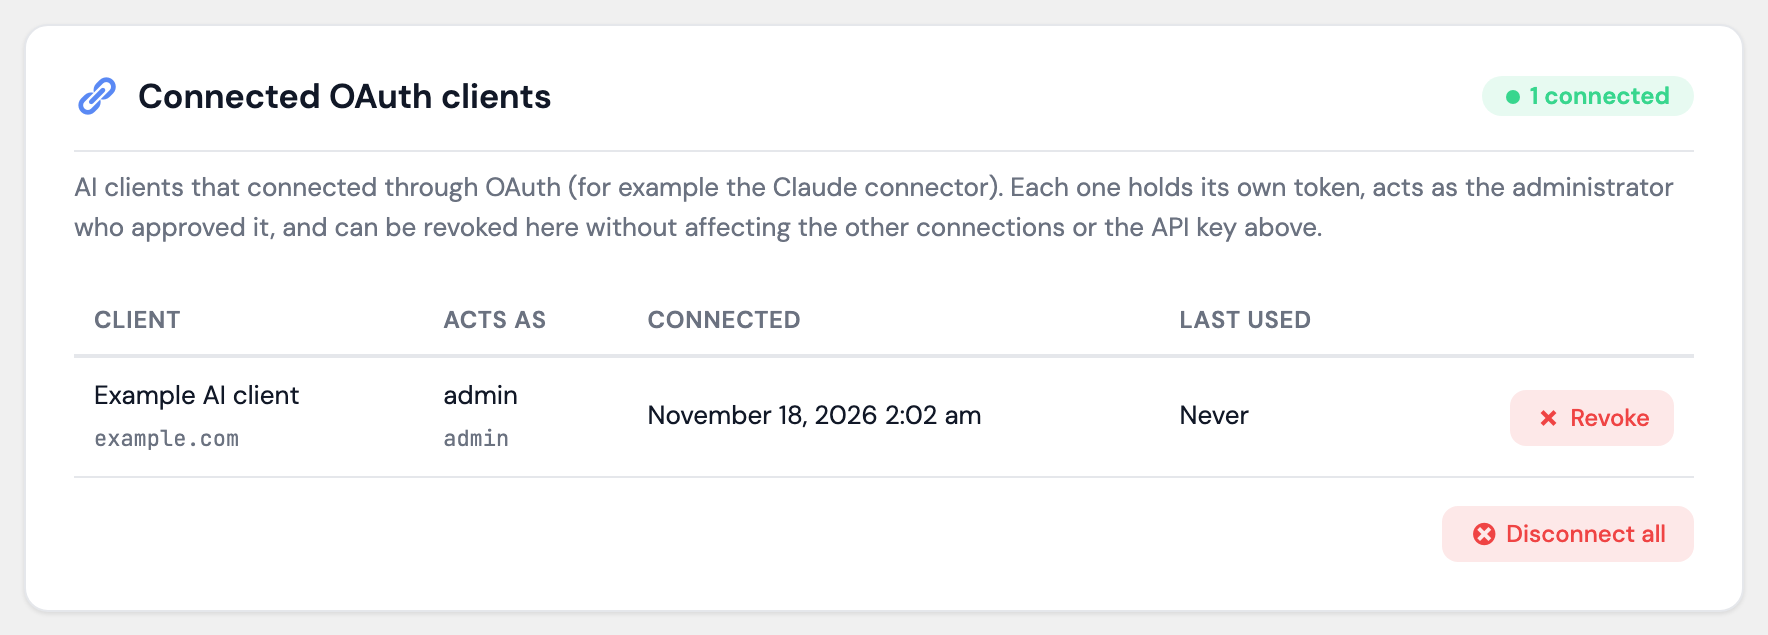 Connected OAuth clients
1 connected
AI clients that connected through OAuth (for example the Claude connector). Each one holds its own token, acts as the administrator
who approved it, and can be revoked here without affecting the other connections or the API key above.
CLIENT ACTS AS CONNECTED LAST USED
Example AI client admin
example.com admin
November 18, 2026 2:02 am Never Revoke
Disconnect all